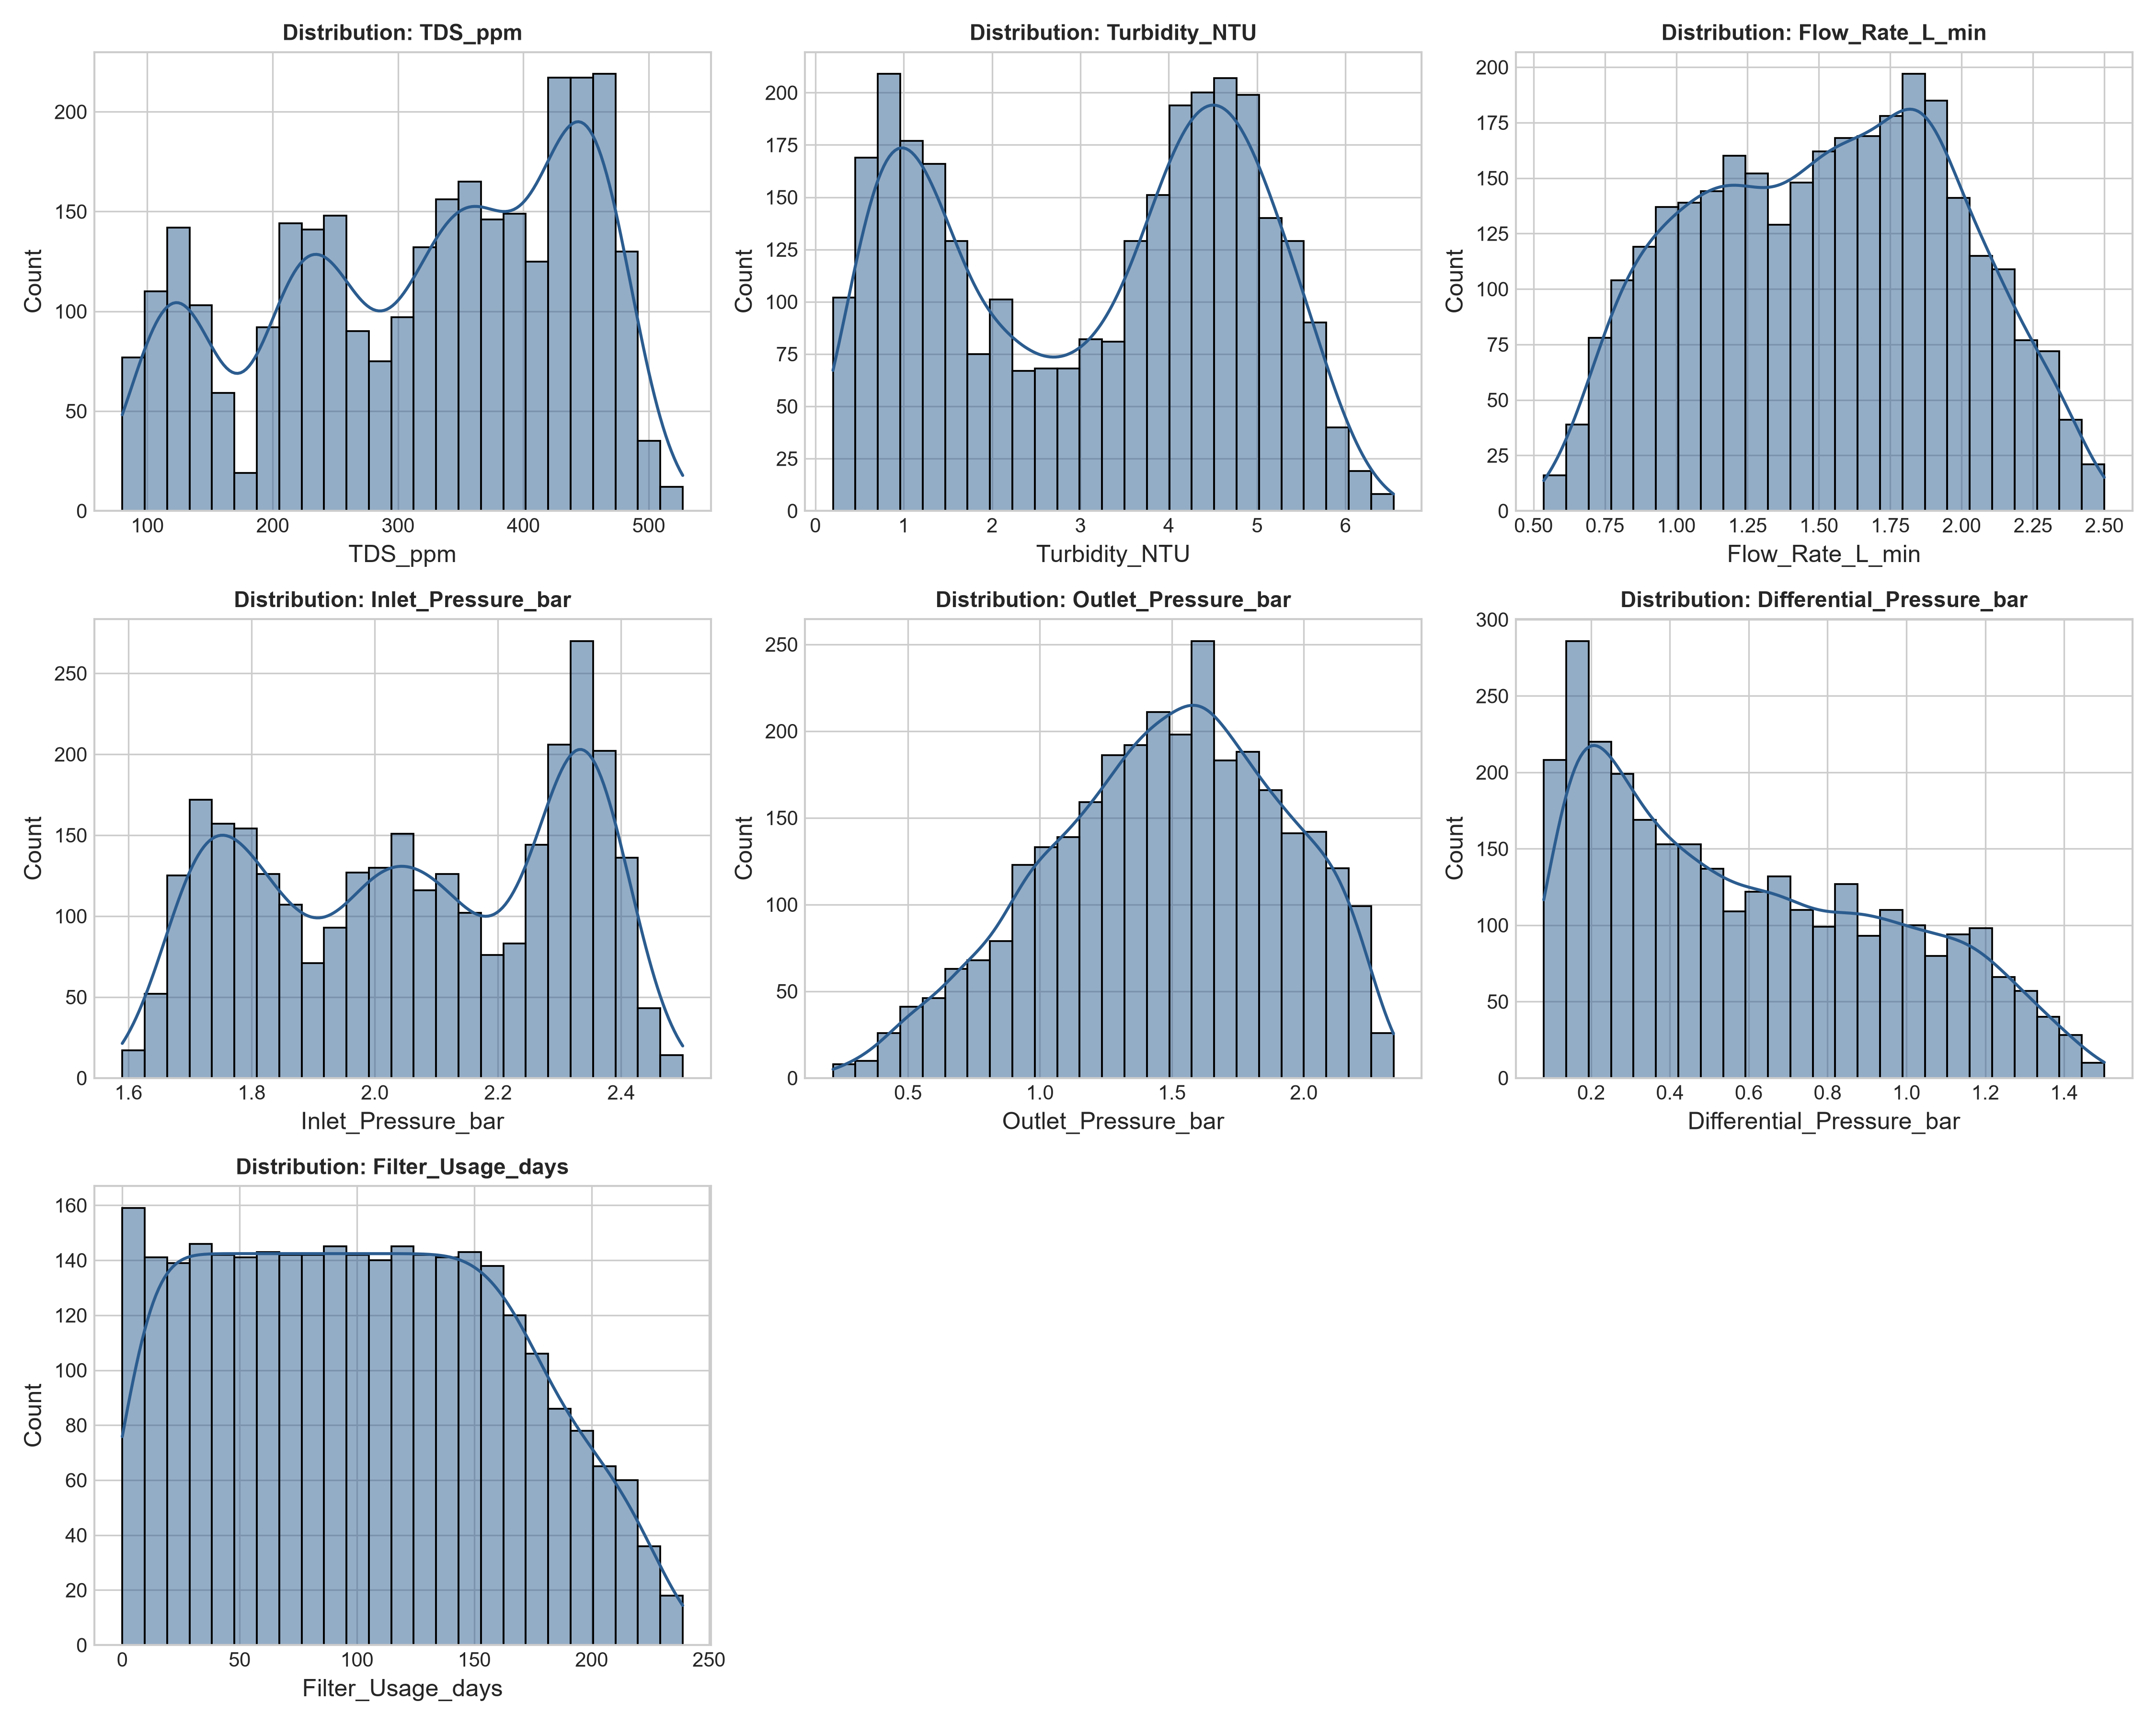 Distribution: TDS_ppm
200
150
100
50
0
Count
100 200 300 400 500
TDS_ppm
Distribution: Turbidity_NTU
200
175
150
125
100
75
50
25
0
Count
0 1 2 3 4 5 6
Turbidity_NTU
Distribution: Flow_Rate_L_min
200
175
150
125
100
75
50
25
0
Count
0.50 0.75 1.00 1.25 1.50 1.75 2.00 2.25 2.50
Flow_Rate_L_min
Distribution: Inlet_Pressure_bar
250
200
150
100
50
0
Count
1.6 1.8 2.0 2.2 2.4
Inlet_Pressure_bar
Distribution: Outlet_Pressure_bar
250
200
150
100
50
0
Count
0.5 1.0 1.5 2.0
Outlet_Pressure_bar
Distribution: Differential_Pressure_bar
300
250
200
150
100
50
0
Count
0.2 0.4 0.6 0.8 1.0 1.2 1.4
Differential_Pressure_bar
Distribution: Filter_Usage_days
160
140
120
100
80
60
40
20
0
Count
0 50 100 150 200 250
Filter_Usage_days